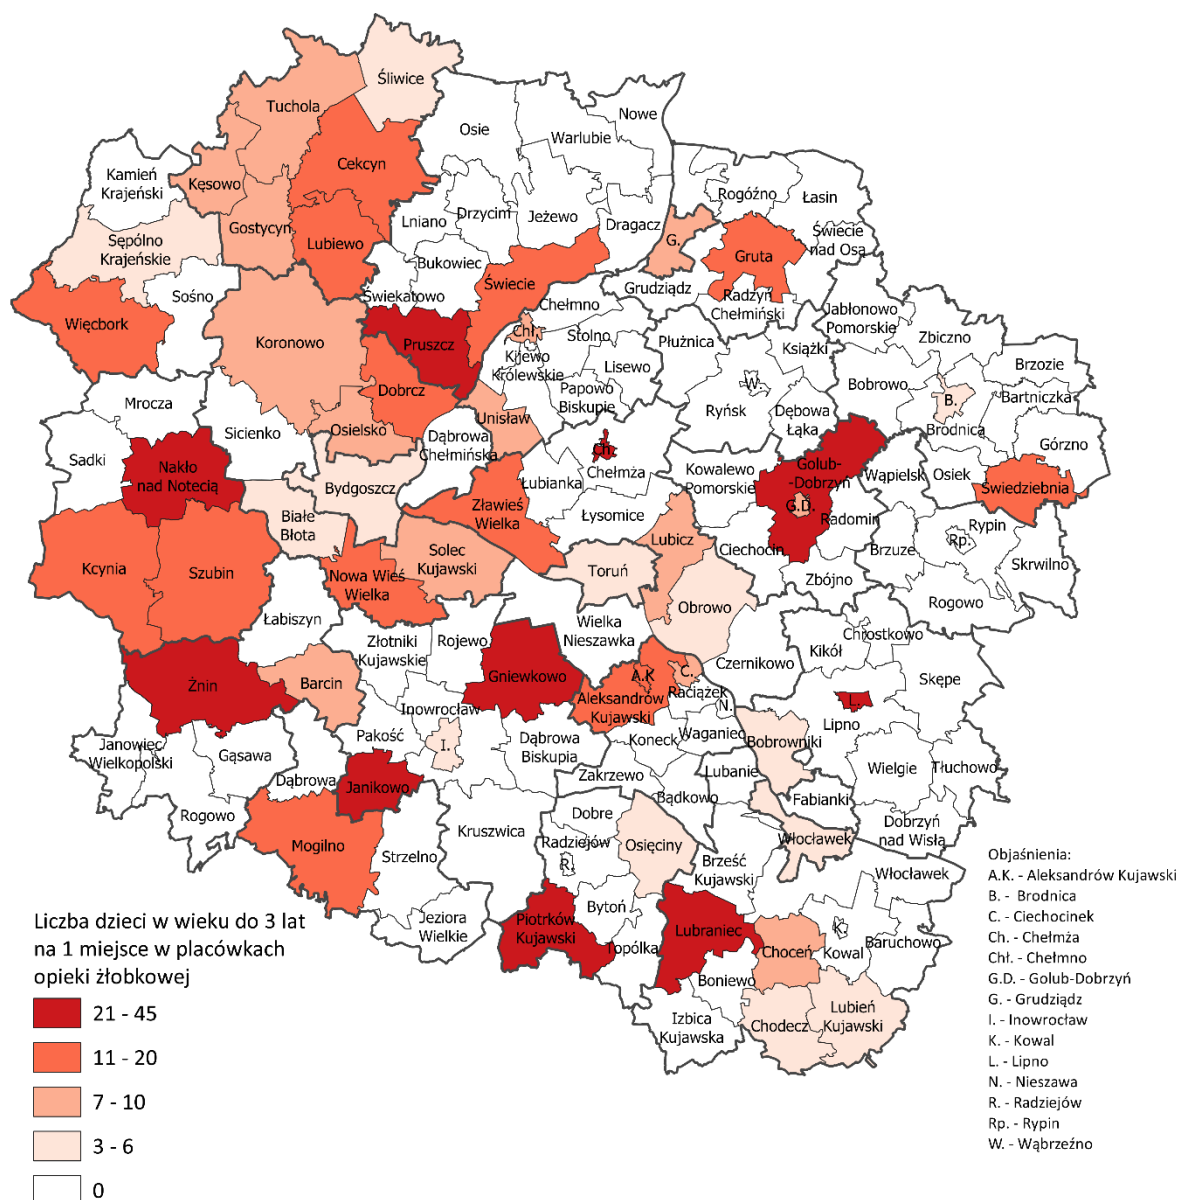 Śliwice
Tuchola
Nowe
Osie
Warlubie
Cekcyn
Kamień
Krajeński
Kęsowo
Rogóźno
Łasin
Lniano
Drzycim
Jeżewo
Dragacz
Gostycyn
Sępólno
Krajeńskie
Lubiewo
G.
Świecie
nad Osą
Gruta
Bukowiec
Świecie
Sośno
Świekatowo
Grudziądz
Radzyń
Chełmiński
Chełmno
Jabłonowo
Pomorskie
Więcbork
Koronowo
Pruszcz
Chł.
Stolno
Płużnica
Książki
Zbiczno
Kijewo
Królewskie
Lisewo
Brzozie
Dobrcz
Papowo
Biskupie
W.
Bobrowo
B.
Bartniczka
Mrocza
Unisław
Ryńsk
Dębowa
Łąka
Brodnica
Sicienko
Osielsko
Dąbrowa
Chełmińska
Ch.
Górzno
Sadki
Nakło
nad Notecią
Chełmża
Kowalewo
Pomorskie
Golub-
-Dobrzyń
Wąpielsk
Osiek
Świedziebnia
Bydgoszcz
Łubianka
Zławieś
Wielka
G.D.
Białe
Błota
Łysomice
Radomin
Rypin
Rp.
Lubicz
Ciechocin
Brzuze
Solec
Kujawski
Skrwilno
Kcynia
Szubin
Nowa Wieś
Wielka
Toruń
Zbójno
Obrowo
Rogowo
Łabiszyn
Wielka
Nieszawka
Złotniki
Kujawskie
Rojewo
Chrostkowo
Kikół
Czernikowo
Żnin
Barcin
Gniewkowo
A.K
C.
Skępe
Aleksandrów
Kujawski
Raciążek
N.
L.
Inowrocław
Lipno
Pakość
I.
Dąbrowa
Biskupia
Koneck
Waganiec
Bobrowniki
Janowiec
Wielkopolski
Gąsawa
Wielgie
Tłuchowo
Dąbrowa
Janikowo
Zakrzewo
Lubanie
Bądkowo
Fabianki
Rogowo
Dobre
Dobrzyń
nad Wisłą
Kruszwica
Mogilno
Radziejów
Osięciny
Włocławek
Strzelno
R.
Brześć
Kujawski
Włocławek
Bytoń
Jeziora
Wielkie
Piotrków
Kujawski
Lubraniec
K.
Topólka
Choceń
Kowal
Baruchowo
Boniewo
Izbica
Kujawska
Chodecz
Lubień
Kujawski
Liczba dzieci w wieku do 3 lat
na 1 miejsce w placówkach
opieki żłobkowej
21 - 45
11 - 20
7 - 10
3 - 6
0
Objaśnienia:
A.K. - Aleksandrów Kujawski
B. - Brodnica
C. - Ciechocinek
Ch. - Chełmża
Chł. - Chełmno
G.D. - Golub-Dobrzyń
G. - Grudziądz
I. - Inowrocław
K. - Kowal
L. - Lipno
N. - Nieszawa
R. - Radziejów
Rp. - Rypin
W. - Wąbrzeźno